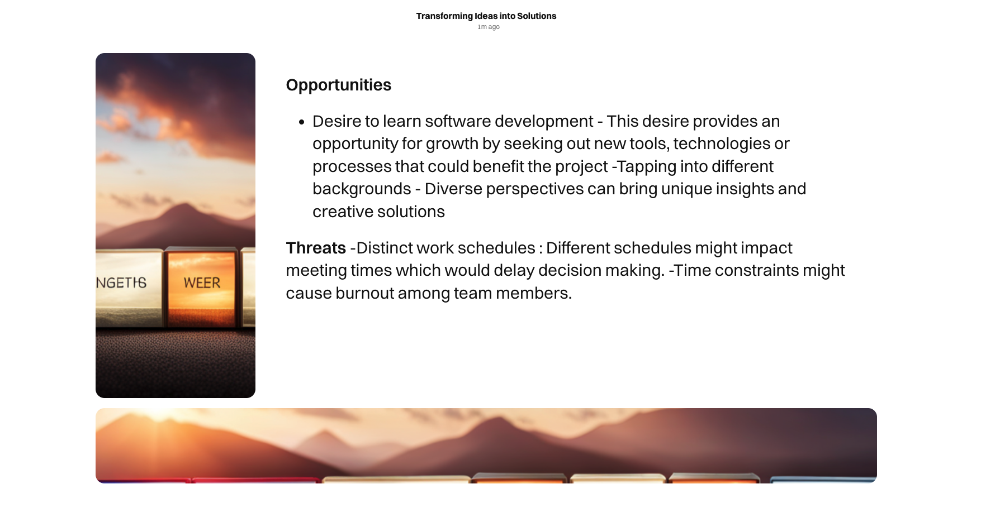 Transforming Ideas into Solutions
1m ago
Opportunities
• Desire to learn software development - This desire provides an
opportunity for growth by seeking out new tools, technologies or
processes that could benefit the project -Tapping into different
backgrounds - Diverse perspectives can bring unique insights and
creative solutions
Threats -Distinct work schedules : Different schedules might impact
meeting times which would delay decision making. -Time constraints might
cause burnout among team members.
WEER